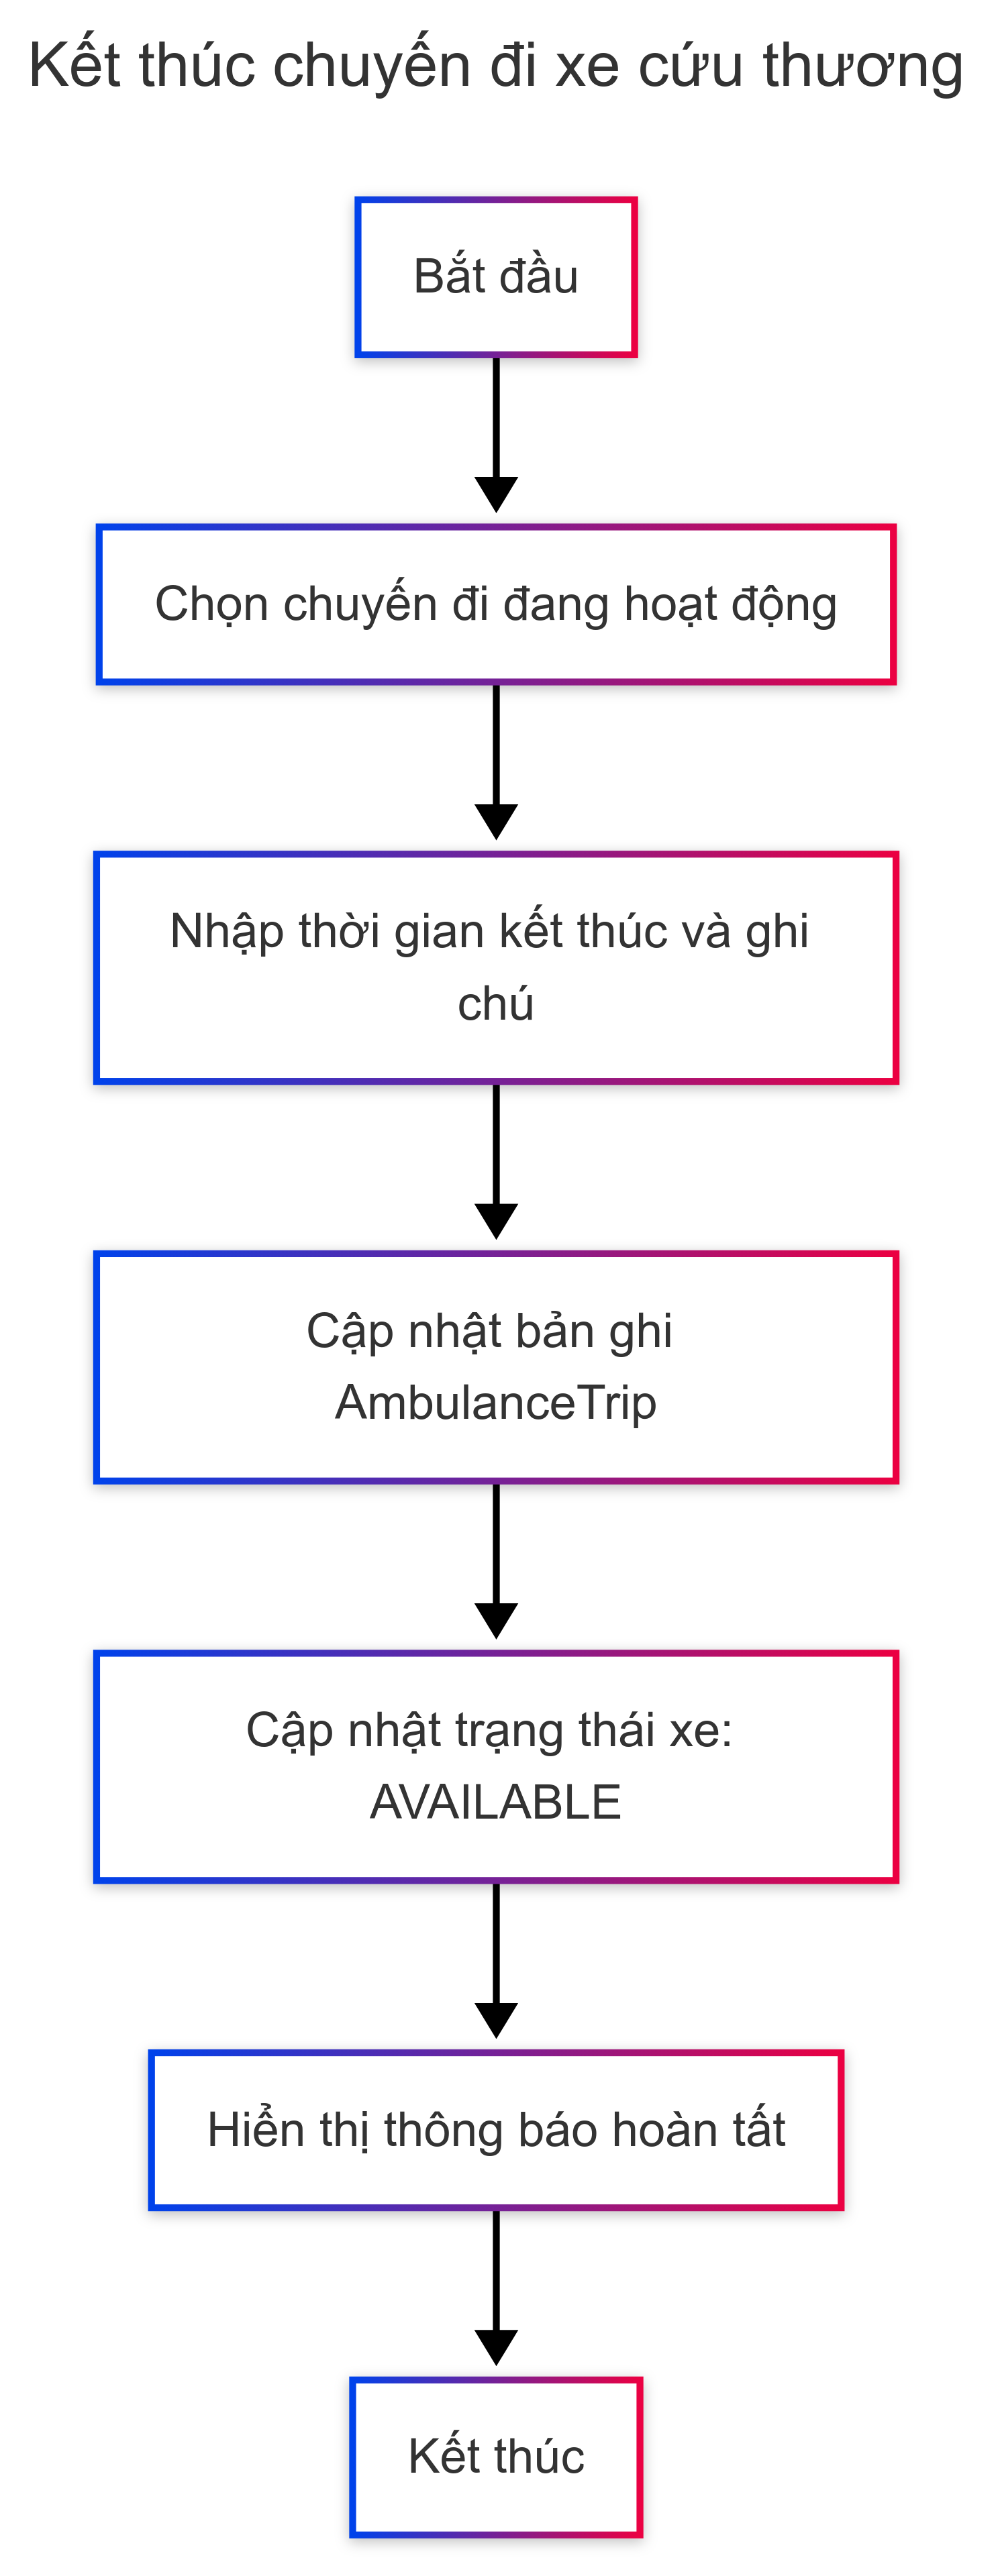 Kết thúc chuyến đi xe cứu thương
Bắt đầu
Chọn chuyến đi đang hoạt động
Nhập thời gian kết thúc và ghi
chú
Cập nhật bản ghi
AmbulanceTrip
Cập nhật trạng thái xe:
AVAILABLE
Hiển thị thông báo hoàn tất
Kết thúc